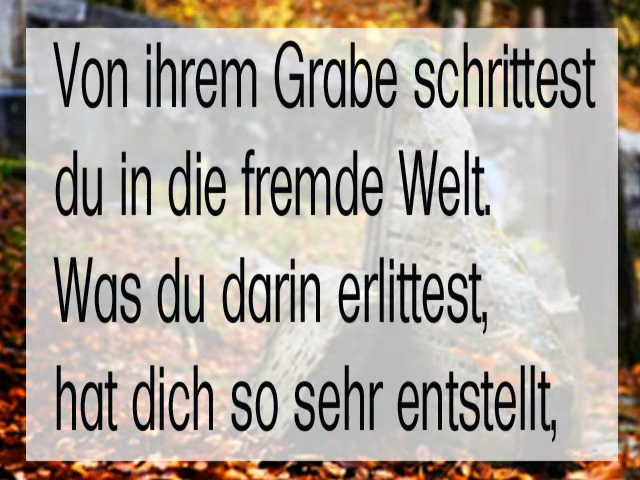 Von ihrem Grabe schrittest
du in die fremde Welt.
Was du darin erlittest,
hat dich so sehr entstellt,